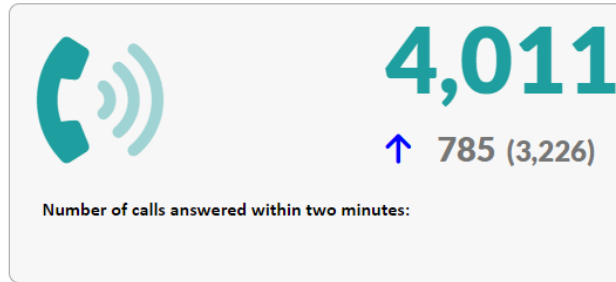 4,011
↑ 785 (3,226)
Number of calls answered within two minutes: